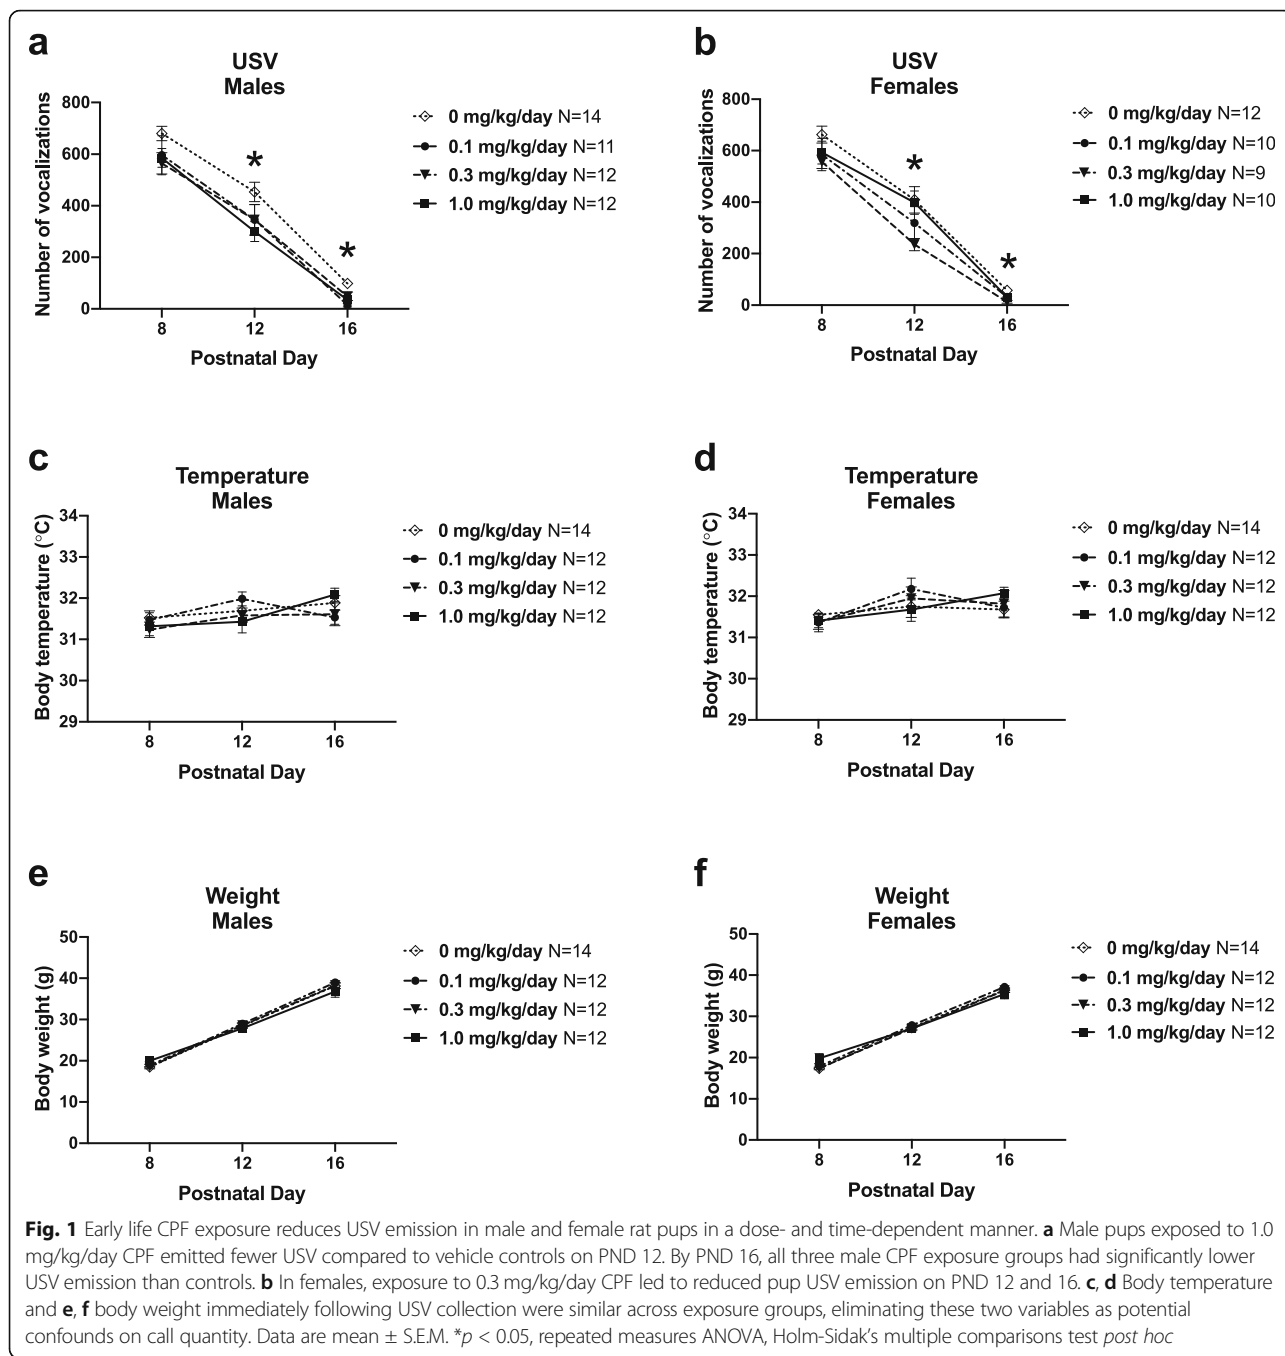 a
USV
Males
800
600
400
200
0
Number of vocalizations
*
*
8
12
16
Postnatal Day
0 mg/kg/day N=14
0.1 mg/kg/day N=11
0.3 mg/kg/day N=12
1.0 mg/kg/day N=12
b
USV
Females
800
600
400
200
0
Number of vocalizations
*
*
8
12
16
Postnatal Day
0 mg/kg/day N=12
0.1 mg/kg/day N=10
0.3 mg/kg/day N=9
1.0 mg/kg/day N=10
c
Temperature
Males
34
33
32
31
30
29
Body temperature (°C)
8
12
16
Postnatal Day
0 mg/kg/day N=14
0.1 mg/kg/day N=12
0.3 mg/kg/day N=12
1.0 mg/kg/day N=12
d
Temperature
Females
34
33
32
31
30
29
Body temperature (°C)
8
12
16
Postnatal Day
0 mg/kg/day N=14
0.1 mg/kg/day N=12
0.3 mg/kg/day N=12
1.0 mg/kg/day N=12
e
Weight
Males
50
40
30
20
10
0
Body weight (g)
8
12
16
Postnatal Day
0 mg/kg/day N=14
0.1 mg/kg/day N=12
0.3 mg/kg/day N=12
1.0 mg/kg/day N=12
f
Weight
Females
50
40
30
20
10
0
Body weight (g)
8
12
16
Postnatal Day
0 mg/kg/day N=14
0.1 mg/kg/day N=12
0.3 mg/kg/day N=12
1.0 mg/kg/day N=12
Fig. 1 Early life CPF exposure reduces USV emission in male and female rat pups in a dose- and time-dependent manner. a Male pups exposed to 1.0
mg/kg/day CPF emitted fewer USV compared to vehicle controls on PND 12. By PND 16, all three male CPF exposure groups had significantly lower
USV emission than controls. b In females, exposure to 0.3 mg/kg/day CPF led to reduced pup USV emission on PND 12 and 16. c, d Body temperature
and e, f body weight immediately following USV collection were similar across exposure groups, eliminating these two variables as potential
confounds on call quantity. Data are mean ± S.E.M. *p < 0.05, repeated measures ANOVA, Holm-Sidak's multiple comparisons test post hoc